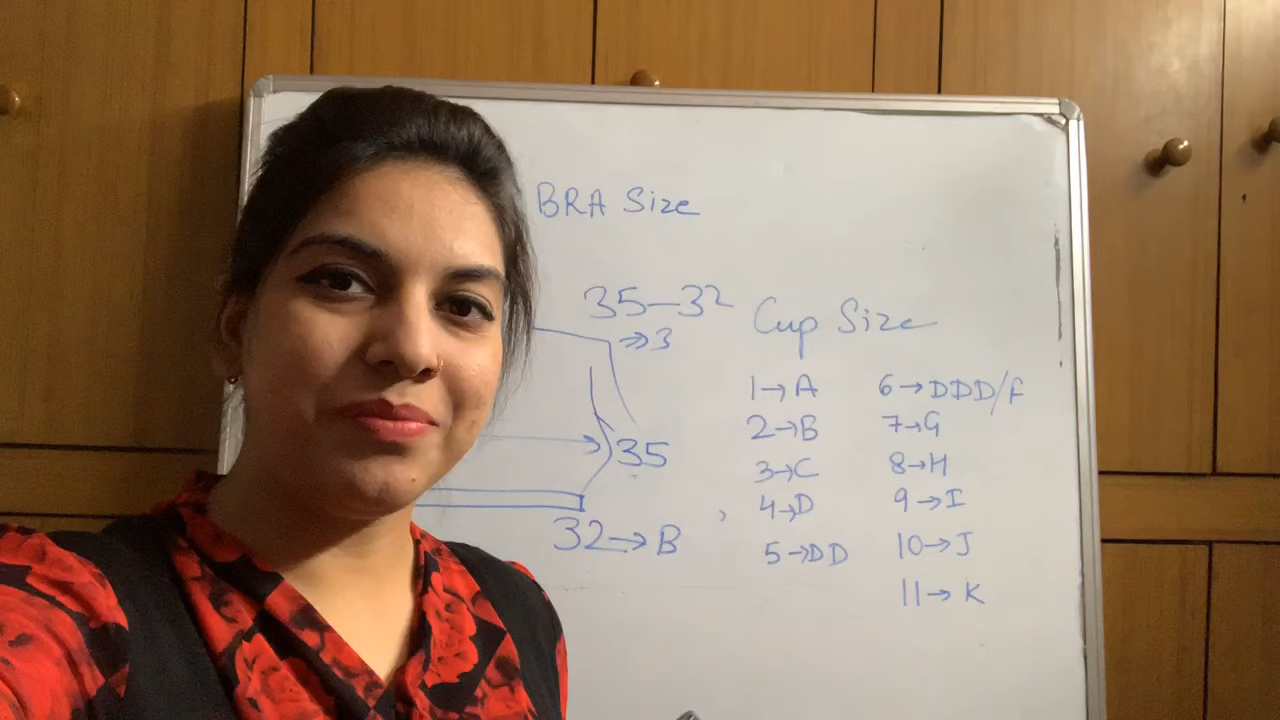 BRA Size
35-32
⇒3
35
32→B
Cup Size
1→A
2→B
3→C
4→D
5→DD
6→DDD/F
7→G
8→H
9→I
10→J
11→K